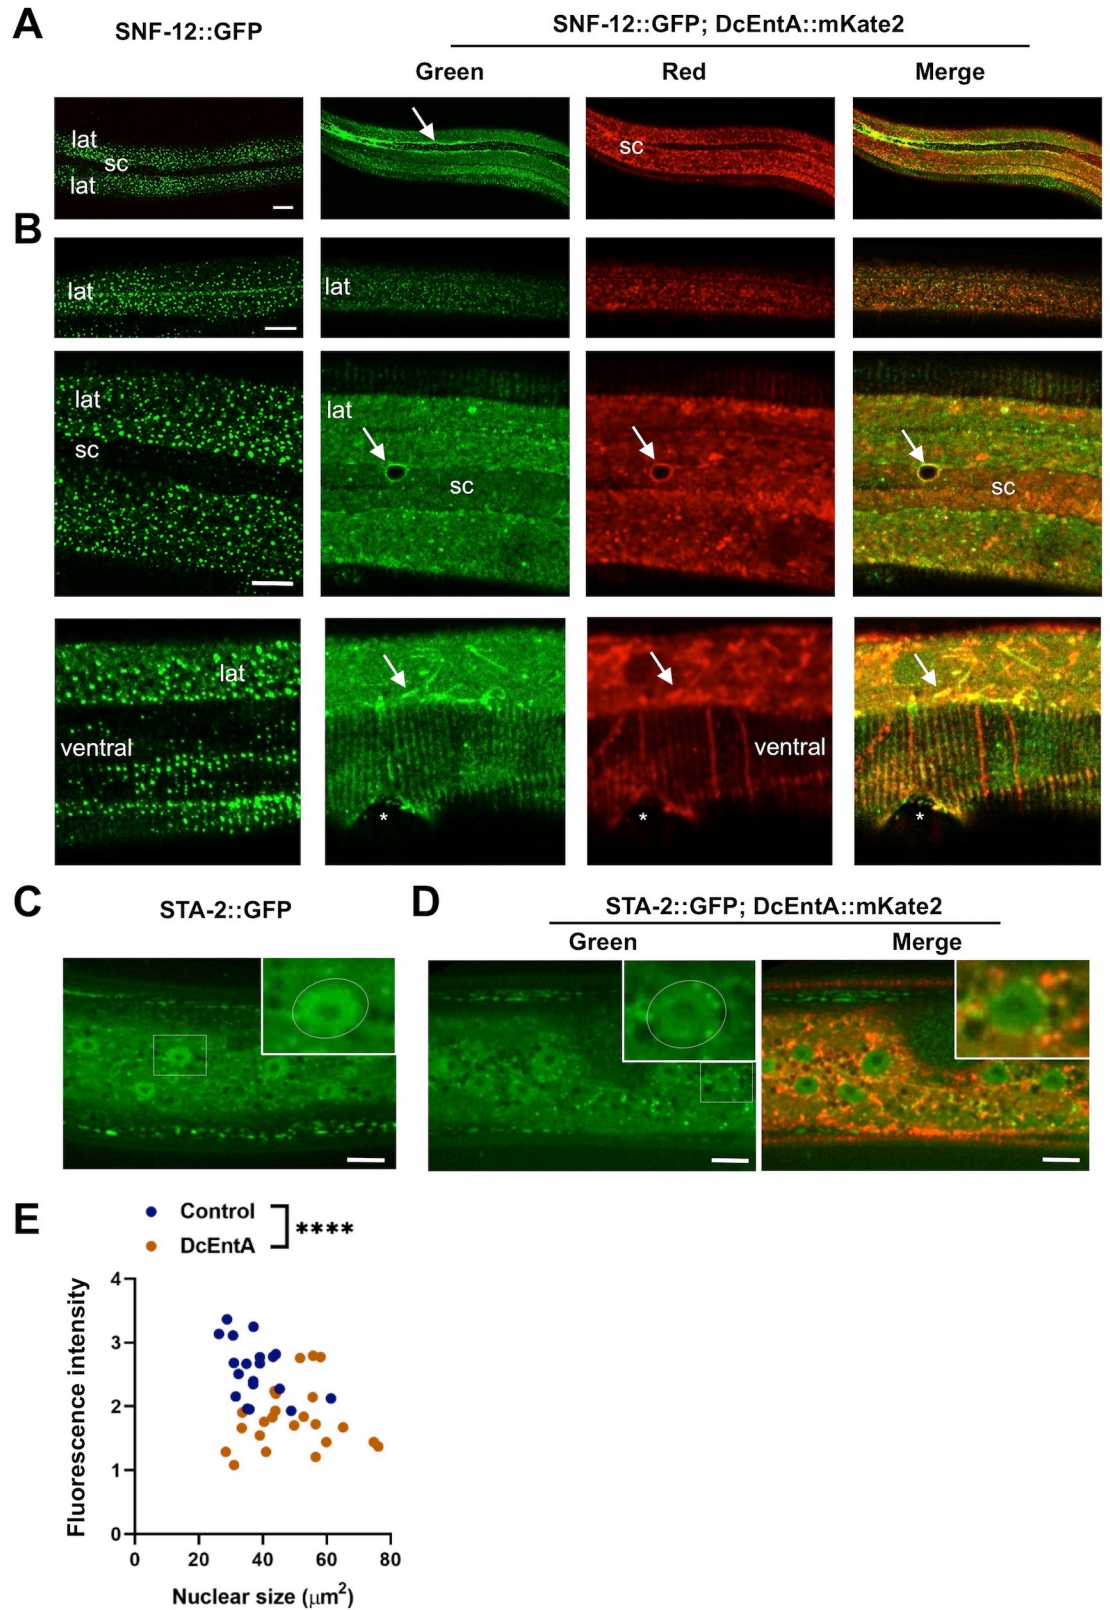 A
SNF-12::GFP
SNF-12::GFP; DcEntA::mKate2
Green
Red
Merge
lat
sc
lat
sc
B
lat
lat
lat
sc
lat
sc
sc
lat
ventral
ventral
*
*
*
C
STA-2::GFP
D
STA-2::GFP; DcEntA::mKate2
Green
Merge
E
Control
DcEntA
****
Fluorescence intensity
4
3
2
1
0
0 20 40 60 80
Nuclear size (μm²)